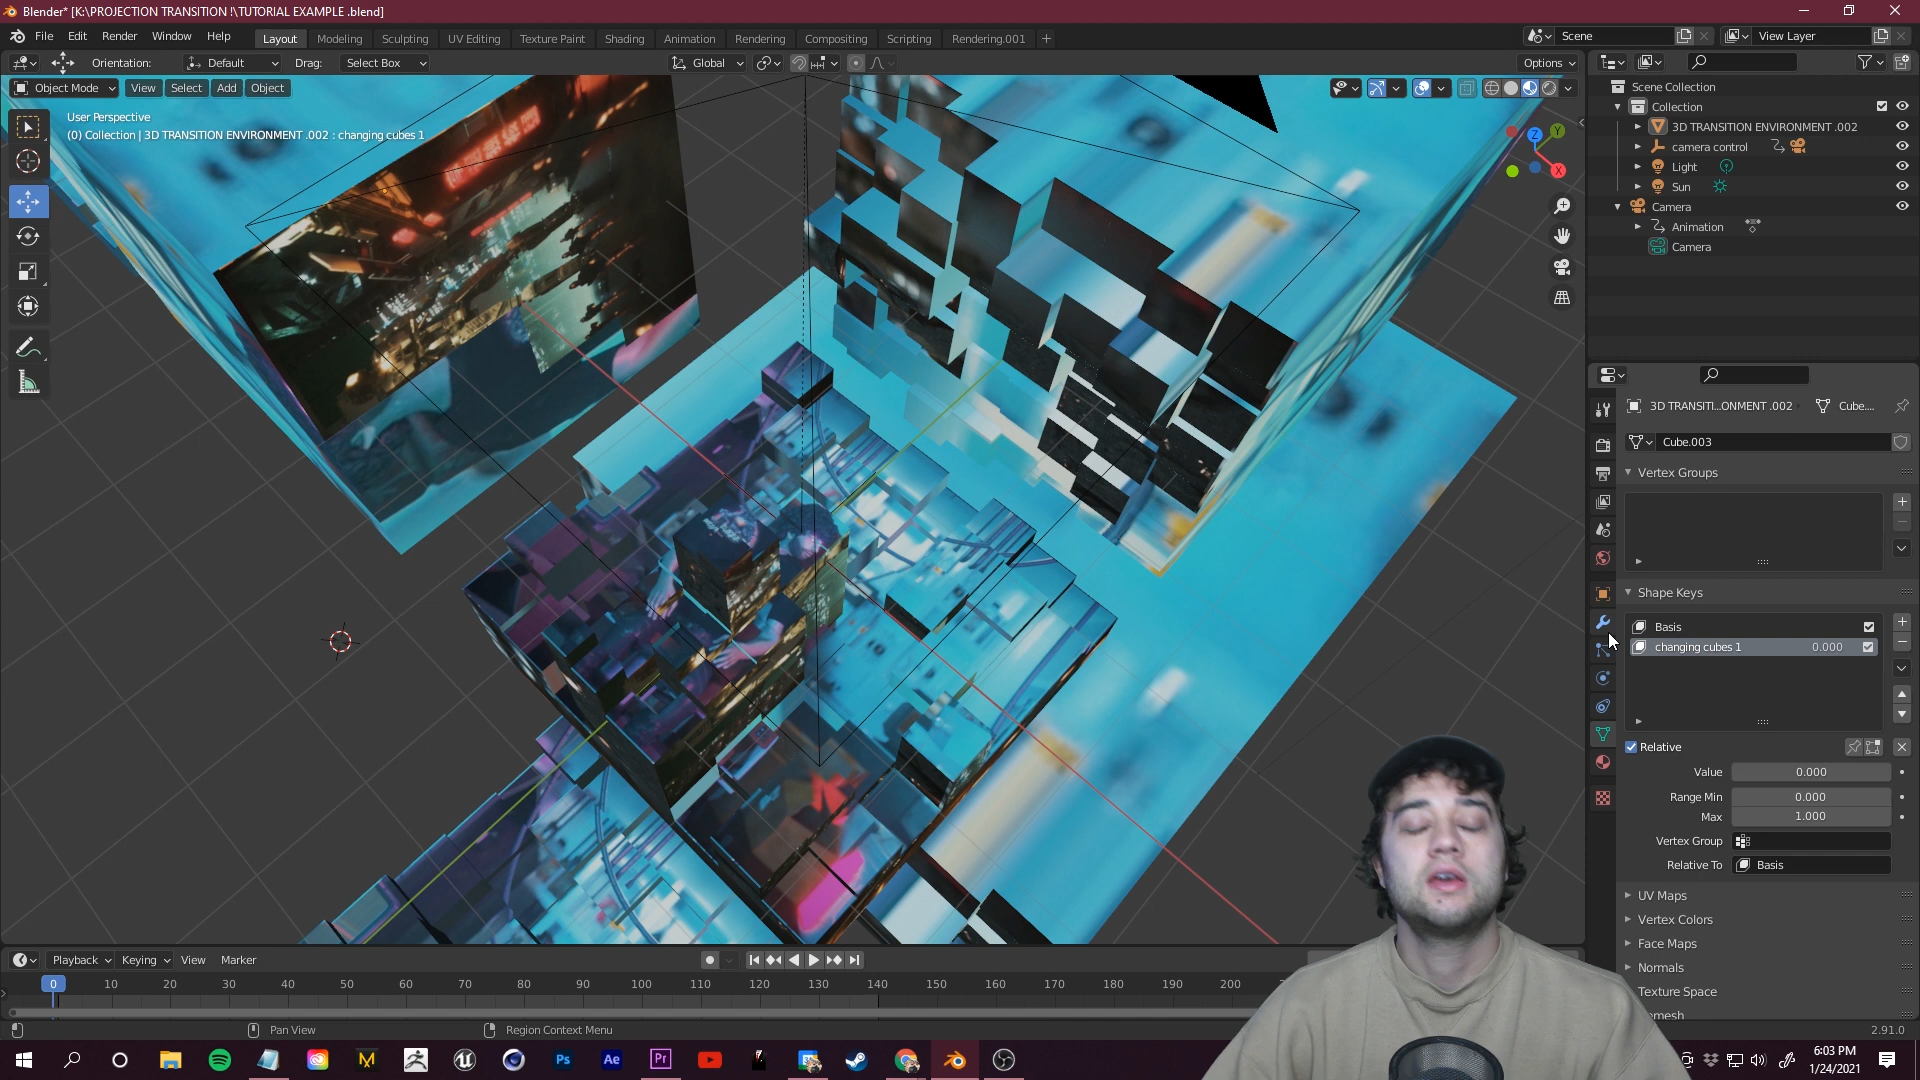 Blender* [K:\PROJECTION TRANSITION !\TUTORIAL EXAMPLE .blend]
File Edit Render Window Help Layout Modeling Sculpting UV Editing Texture Paint Shading Animation Rendering Compositing Scripting Rendering.001 + Scene View Layer
Orientation: Default Drag: Select Box Global Options
Object Mode View Select Add Object
User Perspective
(0) Collection | 3D TRANSITION ENVIRONMENT .002 : changing cubes 1
Z Y X
Scene Collection
Collection
3D TRANSITION ENVIRONMENT .002
camera control
Light
Sun
Camera
Animation
Camera
3D TRANSITI...ONMENT .002 Cube....
Cube.003
Vertex Groups
Shape Keys
Basis
changing cubes 1 0.000
Relative
Value 0.000
Range Min 0.000
Max 1.000
Vertex Group
Relative To Basis
UV Maps
Vertex Colors
Face Maps
Normals
Texture Space
emesh
Playback Keying View Marker
0 10 20 30 40 50 60 70 80 90 100 110 120 130 140 150 160 170 180 190 200
Pan View Region Context Menu 2.91.0
Ps Ae Pr
6:03 PM
1/24/2021